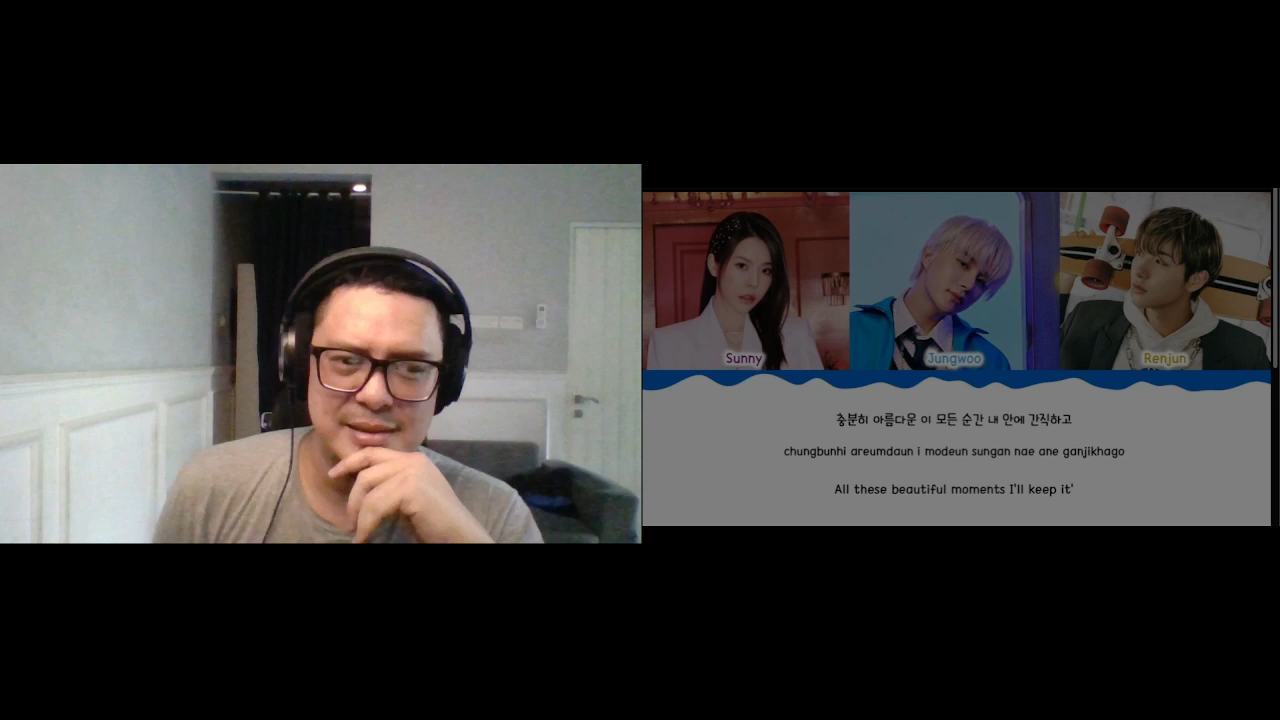 Sunny
Jungwoo
Renjun
충분히 아름다운 이 모든 순간 내 안에 간직하고
chungbunhi areumdaun i modeun sungan nae ane ganjikhago
All these beautiful moments I'll keep it'